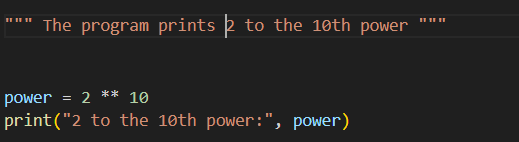 """ The program prints 2 to the 10th power """
power = 2 ** 10
print("2 to the 10th power:", power)